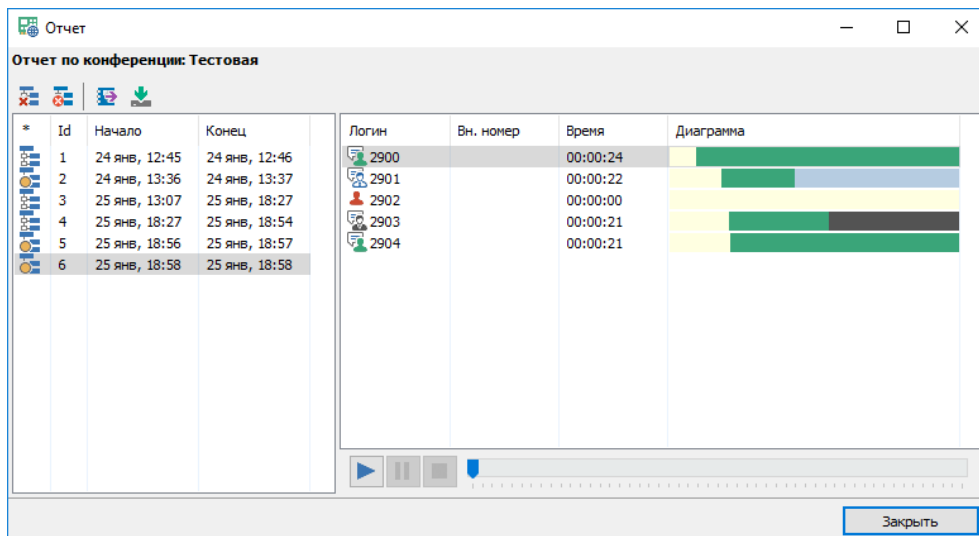 Отчет
Отчет по конференции: Тестовая
* Id Начало Конец
1 24 янв, 12:45 24 янв, 12:46
2 24 янв, 13:36 24 янв, 13:37
3 25 янв, 13:07 25 янв, 18:27
4 25 янв, 18:27 25 янв, 18:54
5 25 янв, 18:56 25 янв, 18:57
6 25 янв, 18:58 25 янв, 18:58
Логин Вн. номер Время Диаграмма
2900 00:00:24
2901 00:00:22
2902 00:00:00
2903 00:00:21
2904 00:00:21
Закрыть